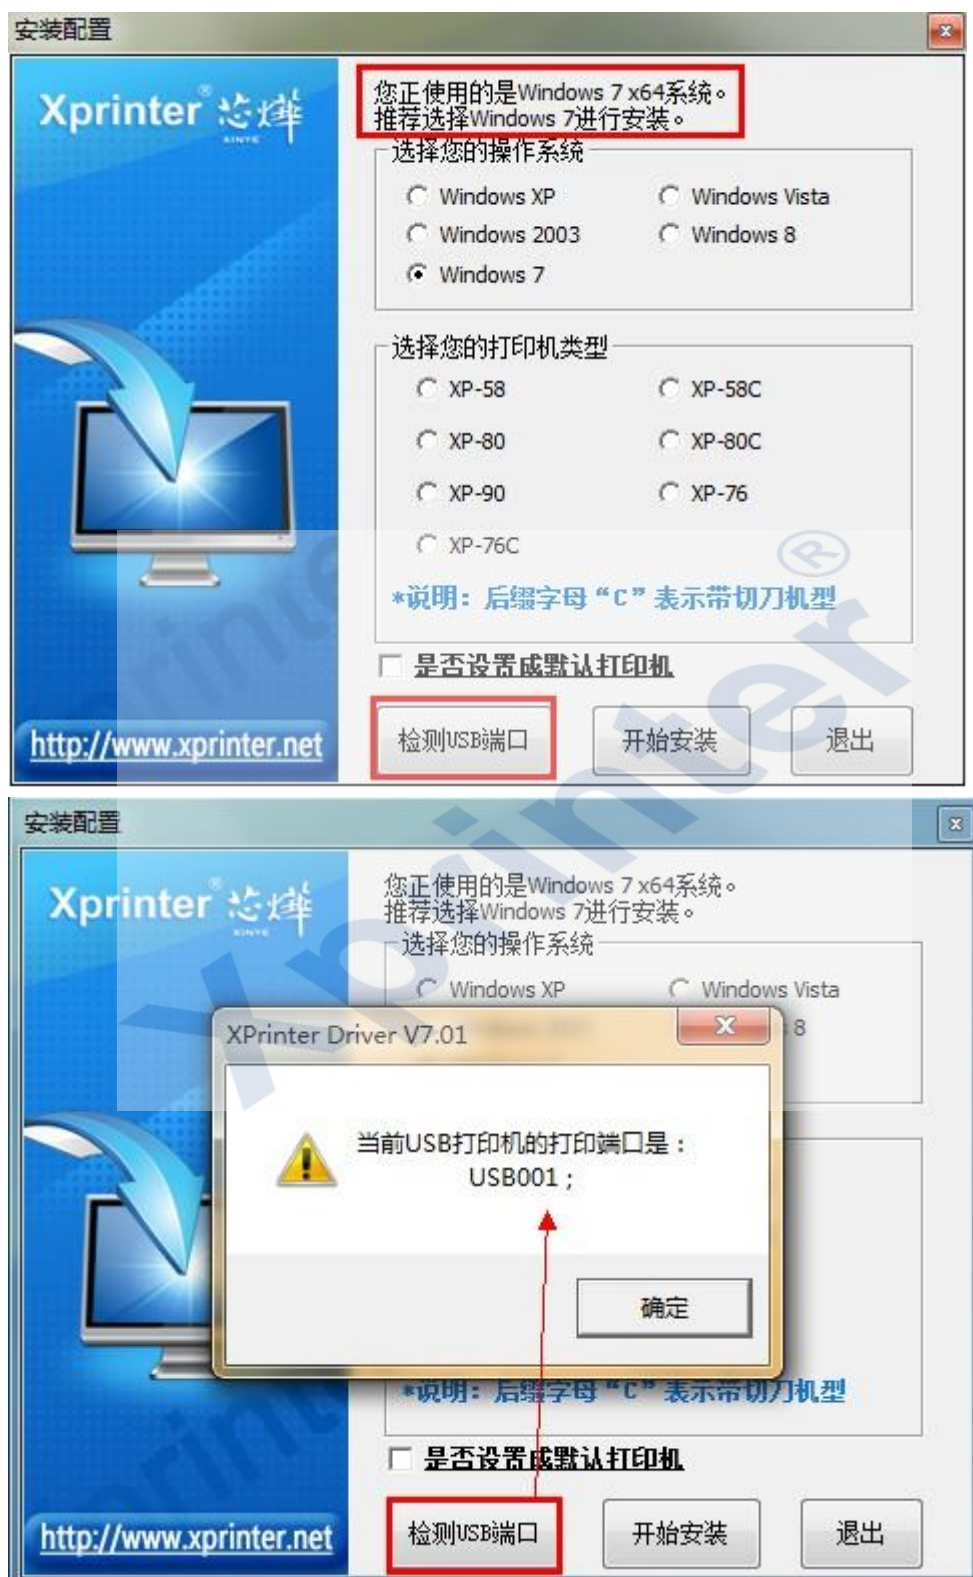 安装配置
Xprinter®芯烨
XINYE
您正使用的是Windows 7 x64系统。
推荐选择Windows 7进行安装。
选择您的操作系统
Windows XP
Windows Vista
Windows 2003
Windows 8
Windows 7
选择您的打印机类型
XP-58
XP-58C
XP-80
XP-80C
XP-90
XP-76
XP-76C
*说明：后缀字母“C”表示带切刀机型
是否设置成默认打印机
http://www.xprinter.net
检测USB端口
开始安装
退出
安装配置
Xprinter®芯烨
XINYE
您正使用的是Windows 7 x64系统。
推荐选择Windows 7进行安装。
选择您的操作系统
Windows XP
Windows Vista
8
XPrinter Driver V7.01
当前USB打印机的打印端口是：
USB001；
确定
*说明：后缀字母“C”表示带切刀机型
是否设置成默认打印机
http://www.xprinter.net
检测USB端口
开始安装
退出
Xprinter®